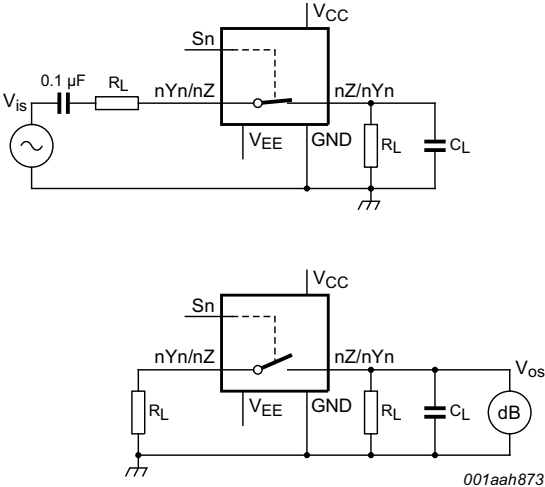 VCC
Sn
0.1 µF
RL
nYn/nZ
nZ/nYn
Vis
VEE
GND
RL
CL
VCC
Sn
nYn/nZ
nZ/nYn
Vos
RL
VEE
GND
RL
CL
dB
001aah873